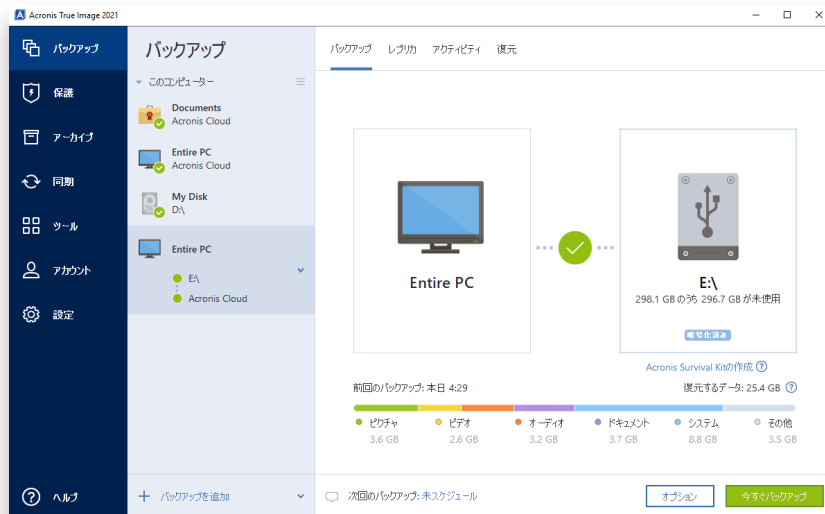 Acronis True Image 2021
バックアップ
保護
アーカイブ
同期
ツール
アカウント
設定
ヘルプ
バックアップ
このコンピューター
Documents
Acronis Cloud
Entire PC
Acronis Cloud
My Disk
D:\
Entire PC
E:\
Acronis Cloud
バックアップを追加
バックアップ レプリカ アクティビティ 復元
Entire PC
E:\
298.1 GB のうち 296.7 GB が未使用
暗号化済み
Acronis Survival Kitの作成 ?
前回のバックアップ: 本日 4:29
復元するデータ: 25.4 GB ?
ピクチャ ビデオ オーディオ ドキュメント システム その他
3.6 GB 2.6 GB 3.2 GB 3.7 GB 8.8 GB 3.5 GB
次回のバックアップ: 未スケジュール
オプション
今すぐバックアップ